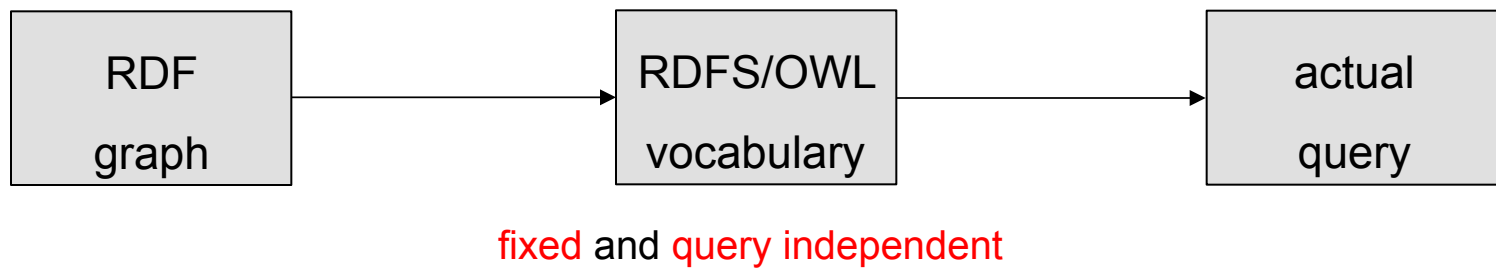 RDF
graph
RDFS/OWL
vocabulary
actual
query
fixed and query independent